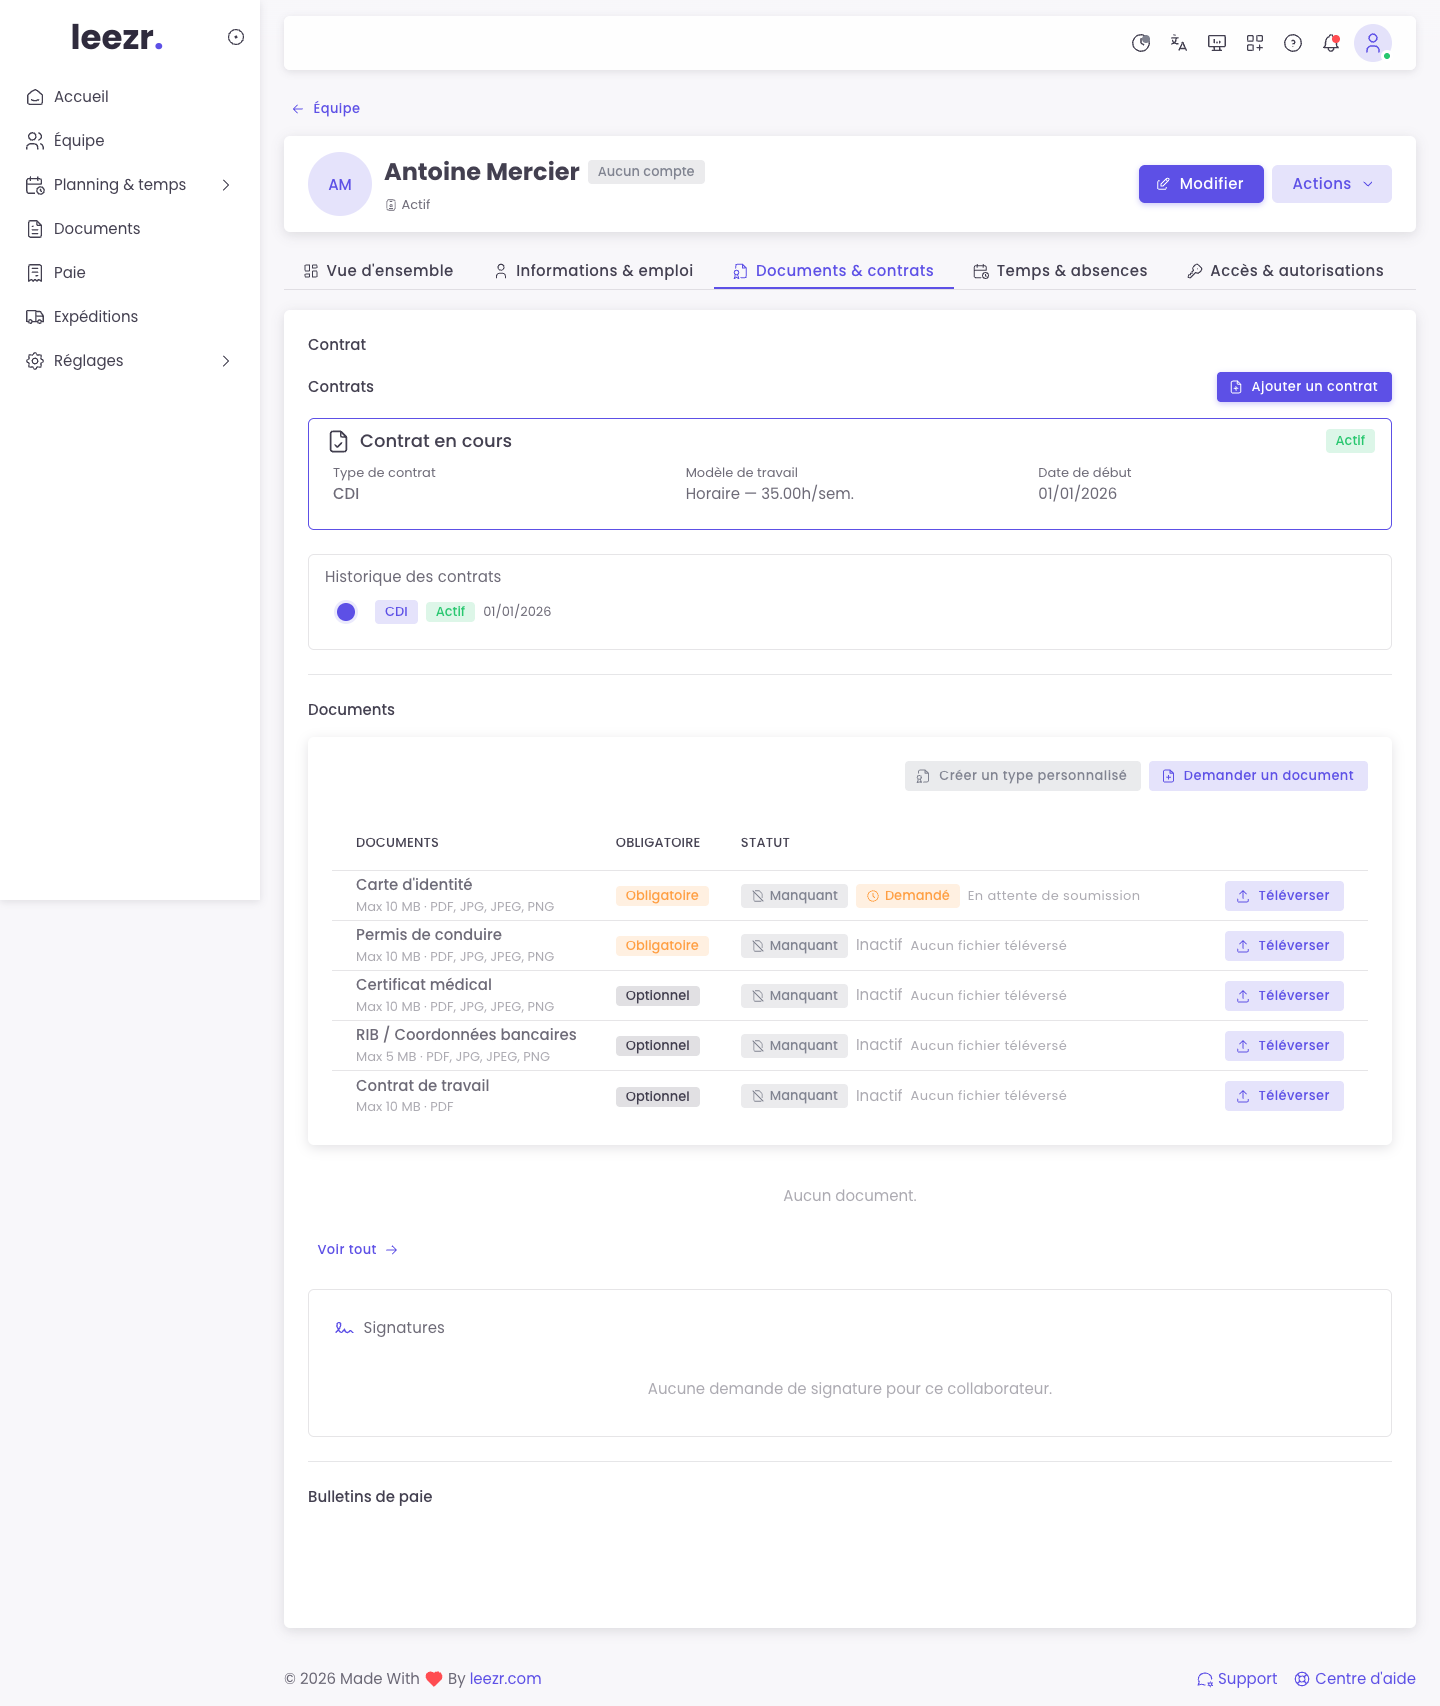 leezr.
Accueil
Équipe
Planning & temps
Documents
Paie
Expéditions
Réglages
Équipe
AM
Antoine Mercier
Aucun compte
Actif
Modifier
Actions
Vue d'ensemble
Informations & emploi
Documents & contrats
Temps & absences
Accès & autorisations
Contrat
Contrats
Ajouter un contrat
Contrat en cours
Actif
Type de contrat
Modèle de travail
Date de début
CDI
Horaire — 35.00h/sem.
01/01/2026
Historique des contrats
CDI
Actif
01/01/2026
Documents
Créer un type personnalisé
Demander un document
DOCUMENTS
OBLIGATOIRE
STATUT
Carte d'identité
Max 10 MB · PDF, JPG, JPEG, PNG
Obligatoire
Manquant
Demandé
En attente de soumission
Téléverser
Permis de conduire
Max 10 MB · PDF, JPG, JPEG, PNG
Obligatoire
Manquant
Inactif
Aucun fichier téléversé
Téléverser
Certificat médical
Max 10 MB · PDF, JPG, JPEG, PNG
Optionnel
Manquant
Inactif
Aucun fichier téléversé
Téléverser
RIB / Coordonnées bancaires
Max 5 MB · PDF, JPG, JPEG, PNG
Optionnel
Manquant
Inactif
Aucun fichier téléversé
Téléverser
Contrat de travail
Max 10 MB · PDF
Optionnel
Manquant
Inactif
Aucun fichier téléversé
Téléverser
Aucun document.
Voir tout
Signatures
Aucune demande de signature pour ce collaborateur.
Bulletins de paie
© 2026 Made With
By leezr.com
Support
Centre d'aide